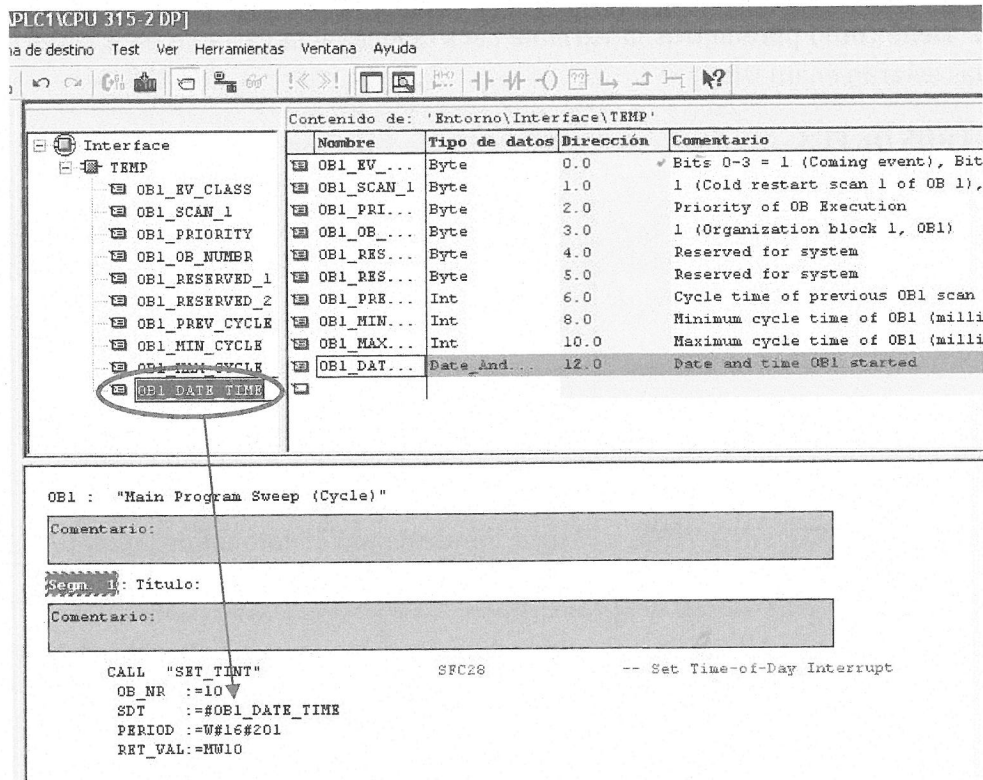 \PLC1\CPU 315-2 DP]
na de destino Test Ver Herramientas Ventana Ayuda
Contenido de: 'Entorno\Interface\TEMP'
Interface
TEMP
OB1_EV_CLASS
OB1_SCAN_1
OB1_PRIORITY
OB1_OB_NUMBR
OB1_RESERVED_1
OB1_RESERVED_2
OB1_PREV_CYCLE
OB1_MIN_CYCLE
OB1_MAX_CYCLE
OB1_DATE_TIME
Nombre Tipo de datos Dirección Comentario
OB1_EV_... Byte 0.0 Bits 0-3 = 1 (Coming event), Bit
OB1_SCAN_1 Byte 1.0 1 (Cold restart scan 1 of OB 1),
OB1_PRI... Byte 2.0 Priority of OB Execution
OB1_OB_... Byte 3.0 1 (Organization block 1, OB1)
OB1_RES... Byte 4.0 Reserved for system
OB1_RES... Byte 5.0 Reserved for system
OB1_PRE... Int 6.0 Cycle time of previous OB1 scan
OB1_MIN... Int 8.0 Minimum cycle time of OB1 (milli
OB1_MAX... Int 10.0 Maximum cycle time of OB1 (milli
OB1_DAT... Date_And... 12.0 Date and time OB1 started
OB1 : "Main Program Sweep (Cycle)"
Comentario:
Segm. 1: Título:
Comentario:
CALL "SET_TINT" SFC28 -- Set Time-of-Day Interrupt
OB_NR :=10
SDT :=#OB1_DATE_TIME
PERIOD :=W#16#201
RET_VAL:=MW10